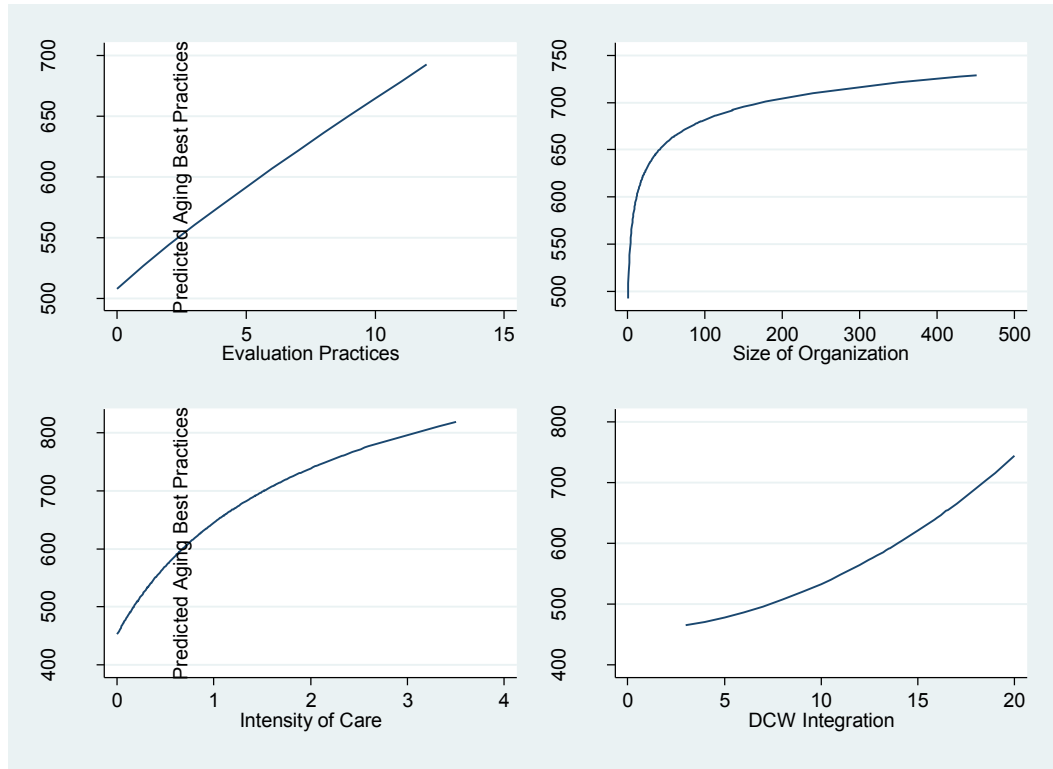 Predicted Aging Best Practices
700
650
600
550
500
0 5 10 15
Evaluation Practices
750
700
650
600
550
500
0 100 200 300 400 500
Size of Organization
Predicted Aging Best Practices
800
700
600
500
400
0 1 2 3 4
Intensity of Care
800
700
600
500
400
0 5 10 15 20
DCW Integration